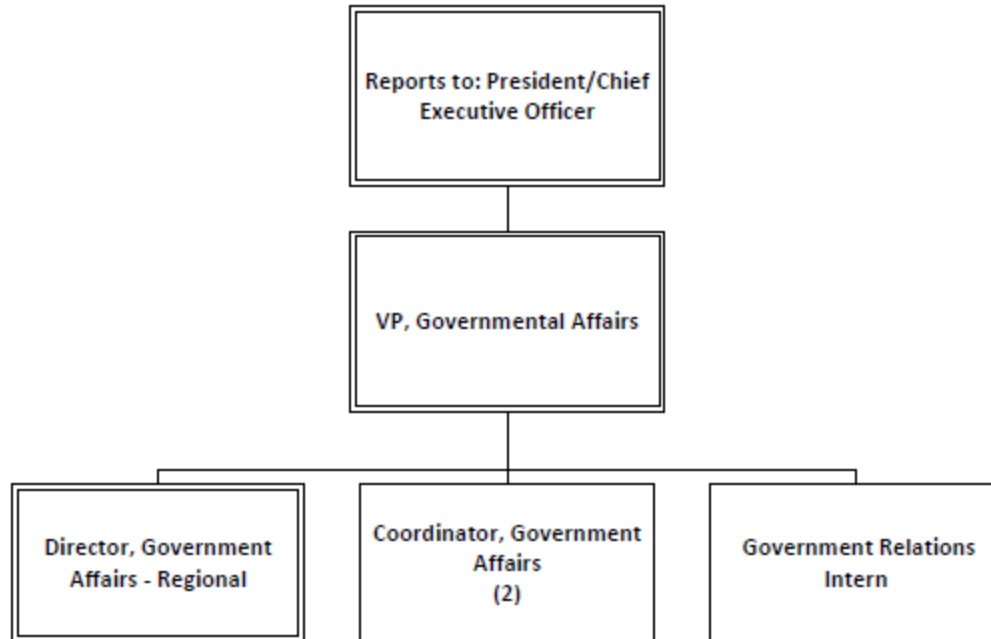 Reports to: President/Chief
Executive Officer
VP, Governmental Affairs
Director, Government
Affairs - Regional
Coordinator, Government
Affairs
(2)
Government Relations
Intern